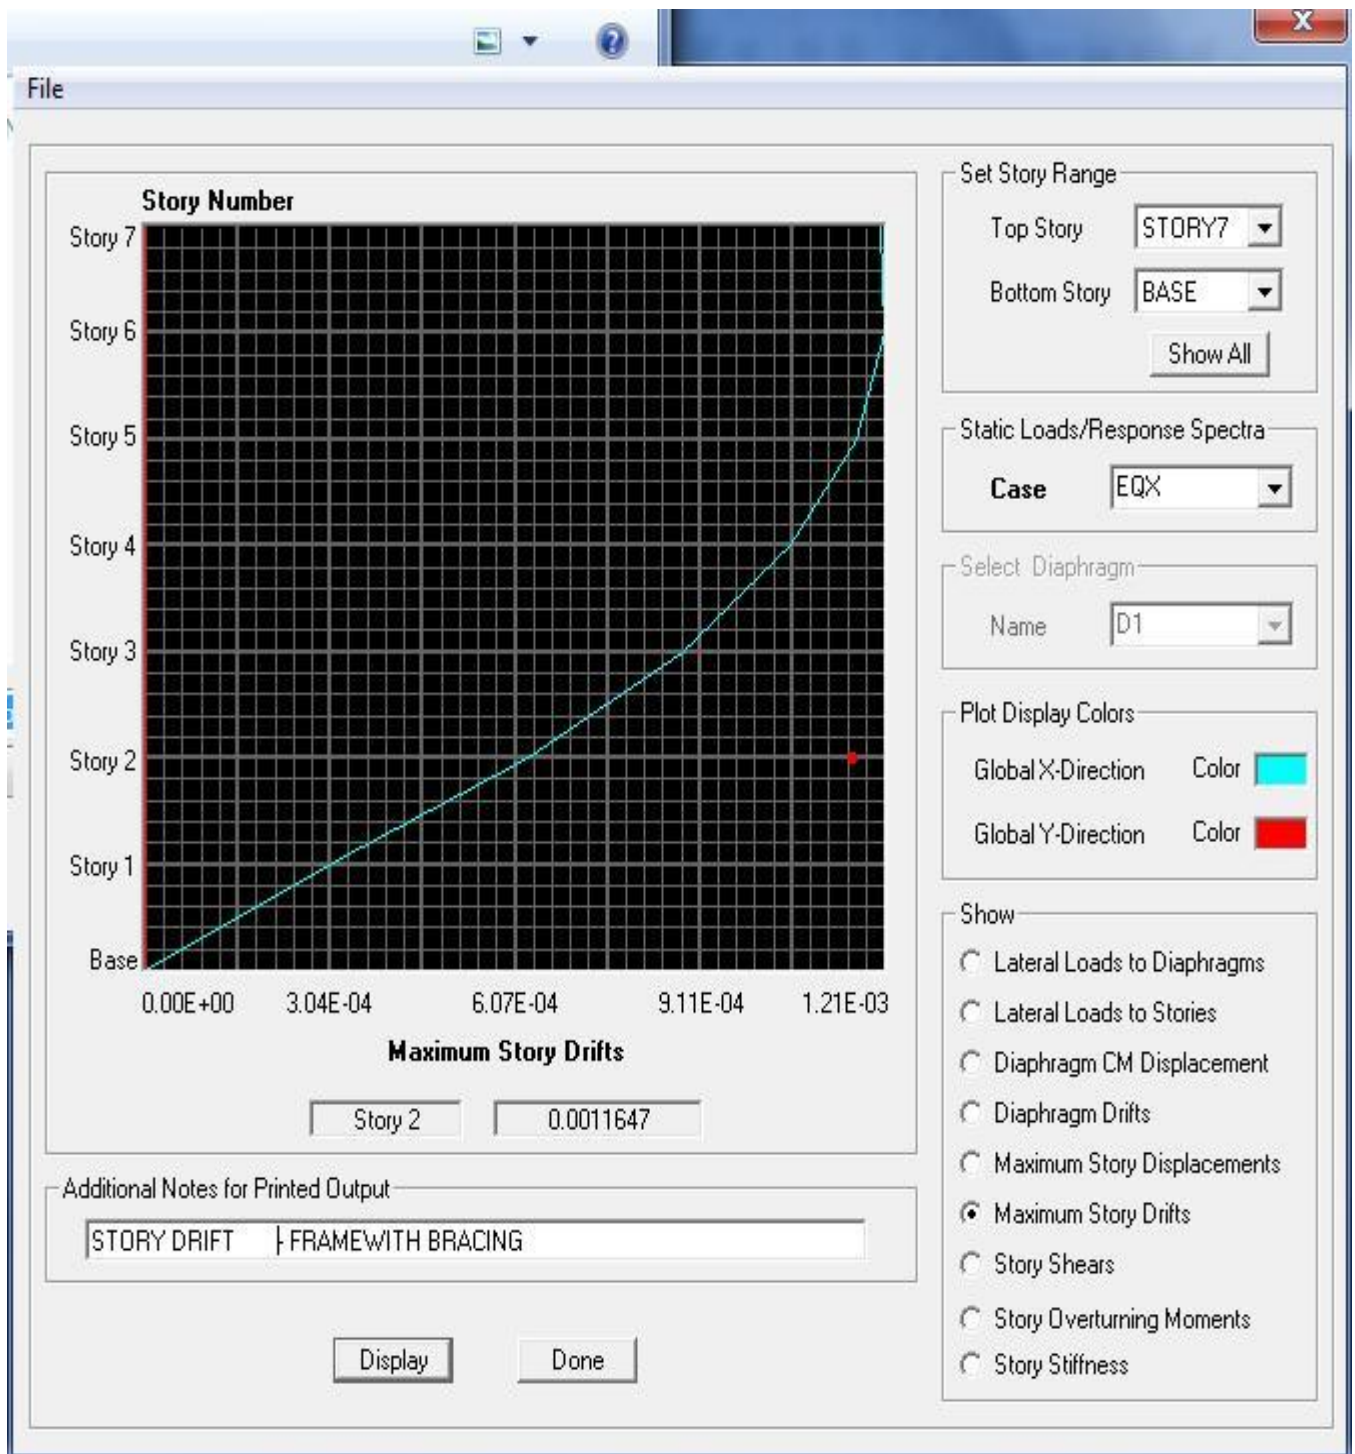 File
Story Number
Story 7
Story 6
Story 5
Story 4
Story 3
Story 2
Story 1
Base
0.00E+00 3.04E-04 6.07E-04 9.11E-04 1.21E-03
Maximum Story Drifts
Story 2 0.0011647
Additional Notes for Printed Output
STORY DRIFT - FRAMEWITH BRACING
Display Done
Set Story Range
Top Story STORY7
Bottom Story BASE
Show All
Static Loads/Response Spectra
Case EQX
Select Diaphragm
Name D1
Plot Display Colors
Global X-Direction Color
Global Y-Direction Color
Show
Lateral Loads to Diaphragms
Lateral Loads to Stories
Diaphragm CM Displacement
Diaphragm Drifts
Maximum Story Displacements
Maximum Story Drifts
Story Shears
Story Overturning Moments
Story Stiffness